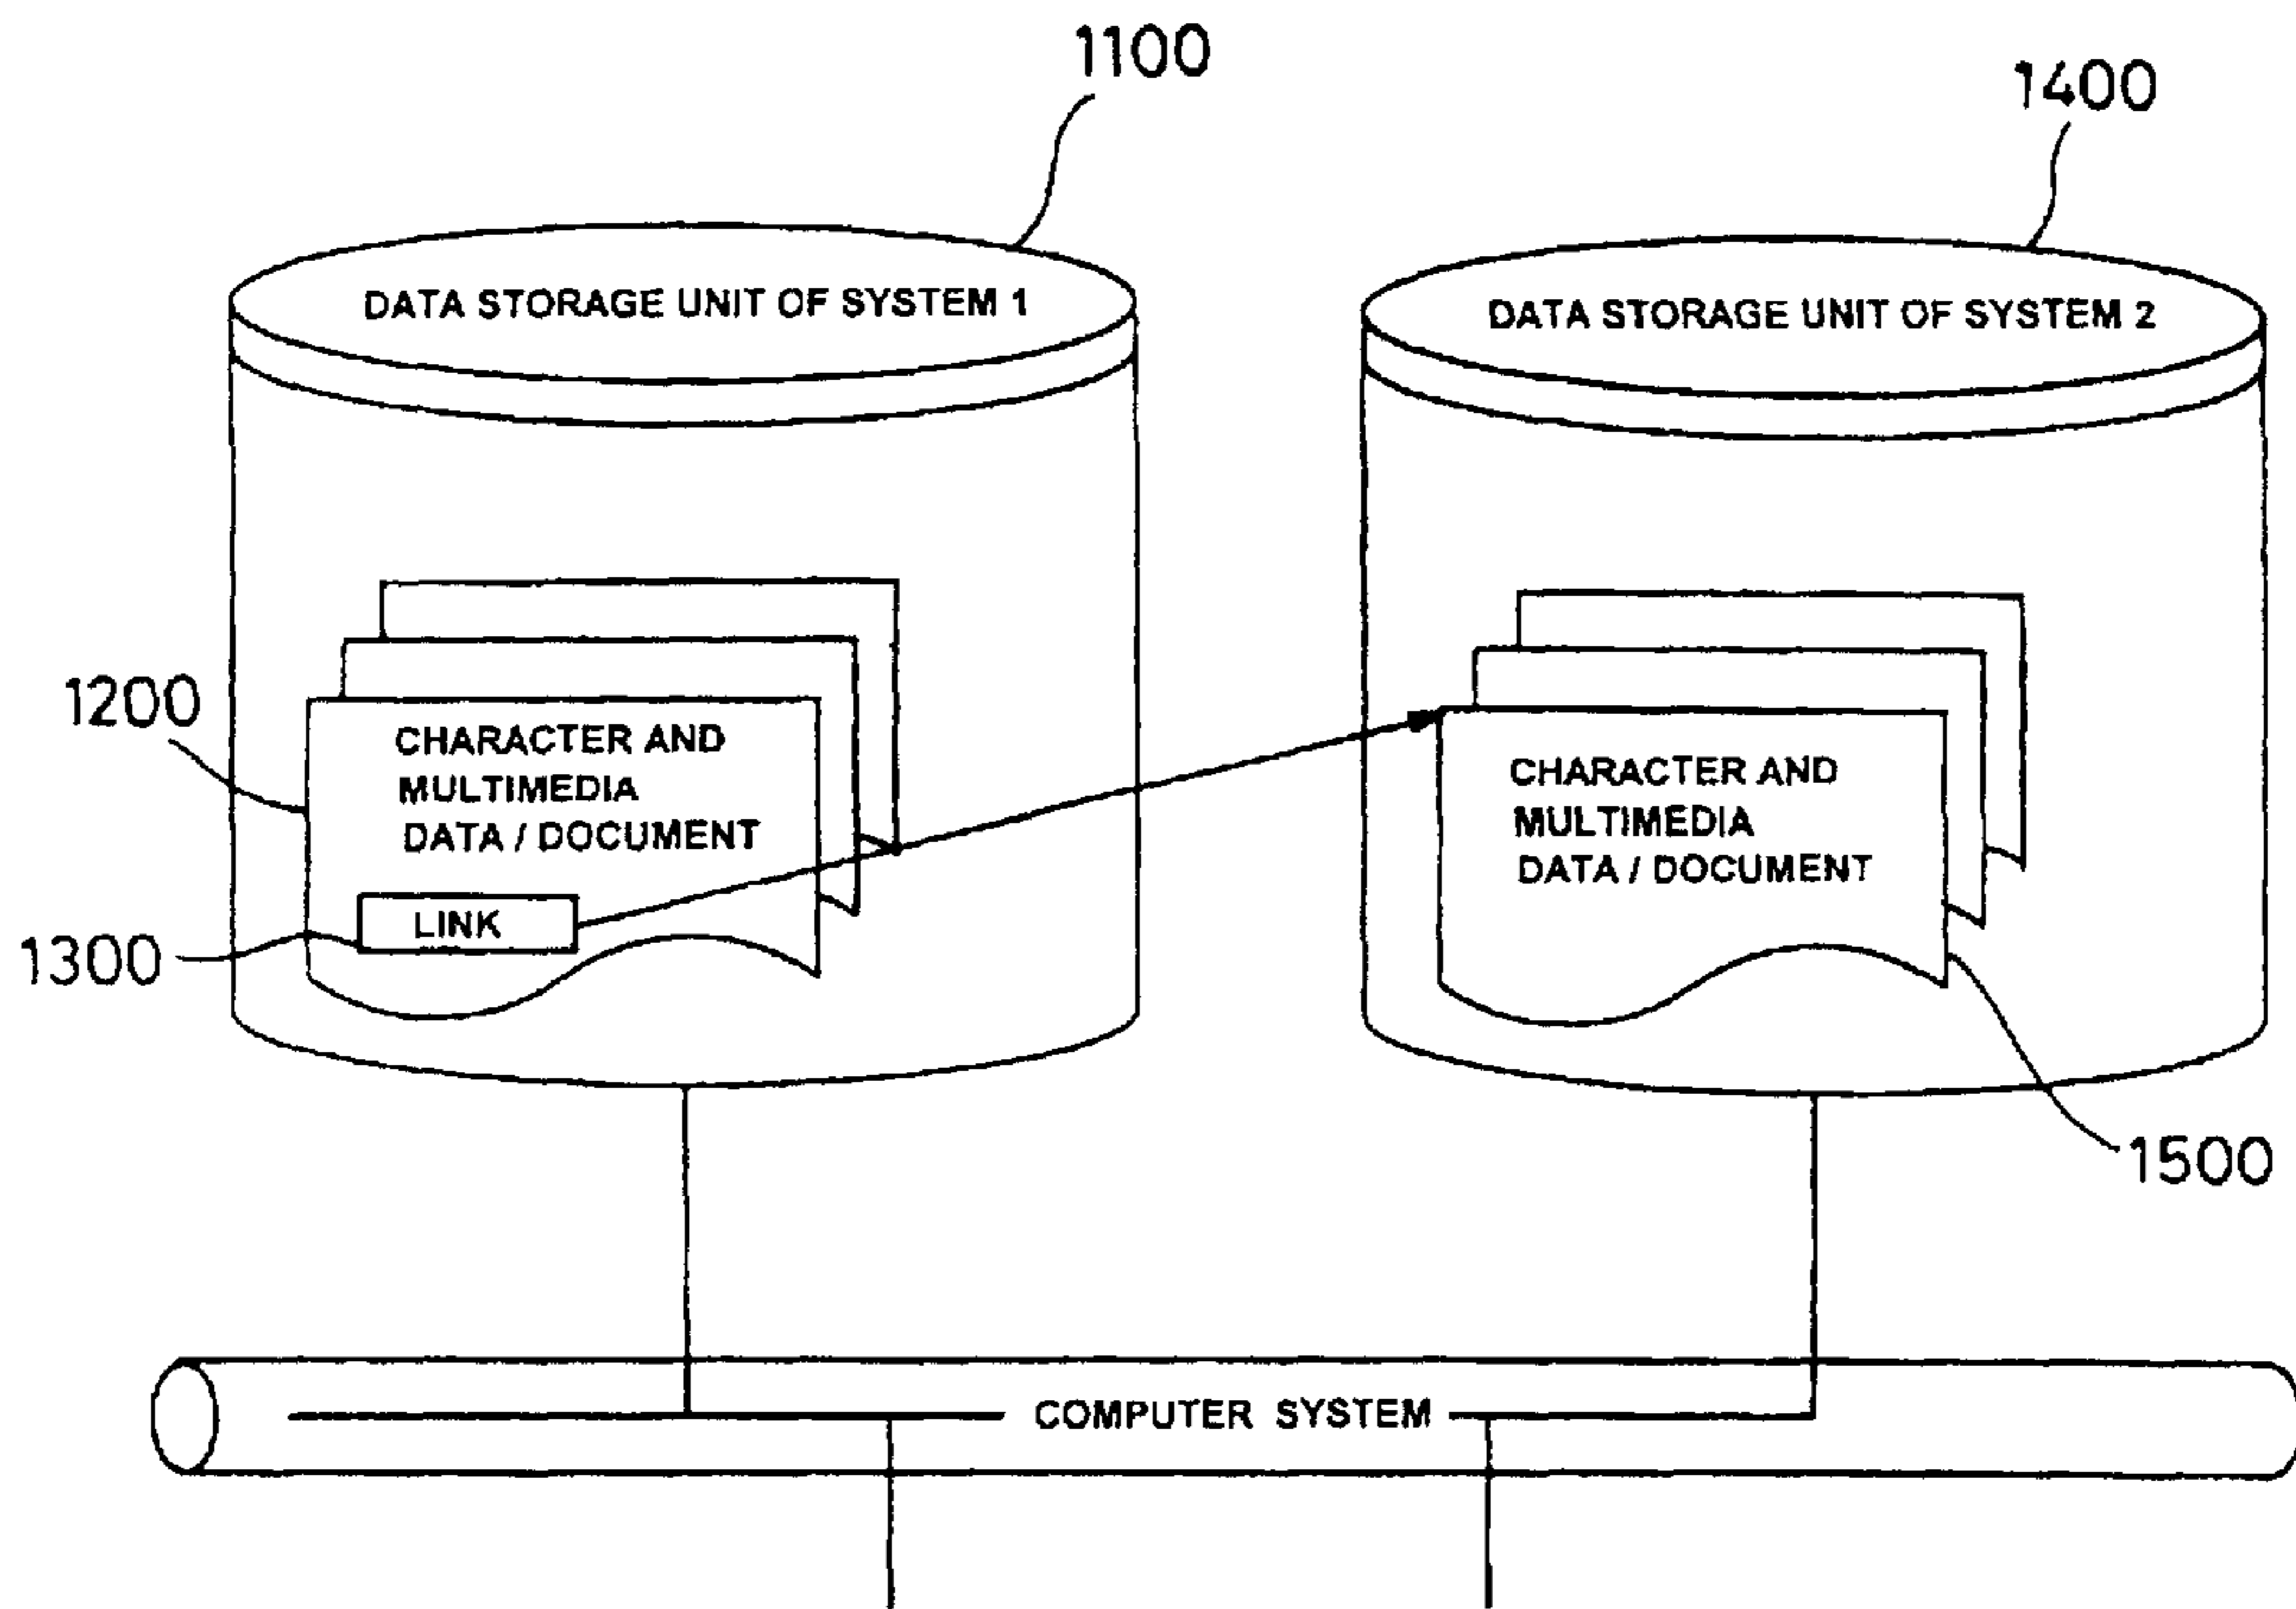 1100
1400
DATA STORAGE UNIT OF SYSTEM 1
DATA STORAGE UNIT OF SYSTEM 2
1200
CHARACTER AND
MULTIMEDIA
DATA / DOCUMENT
LINK
1300
CHARACTER AND
MULTIMEDIA
DATA / DOCUMENT
1500
COMPUTER SYSTEM